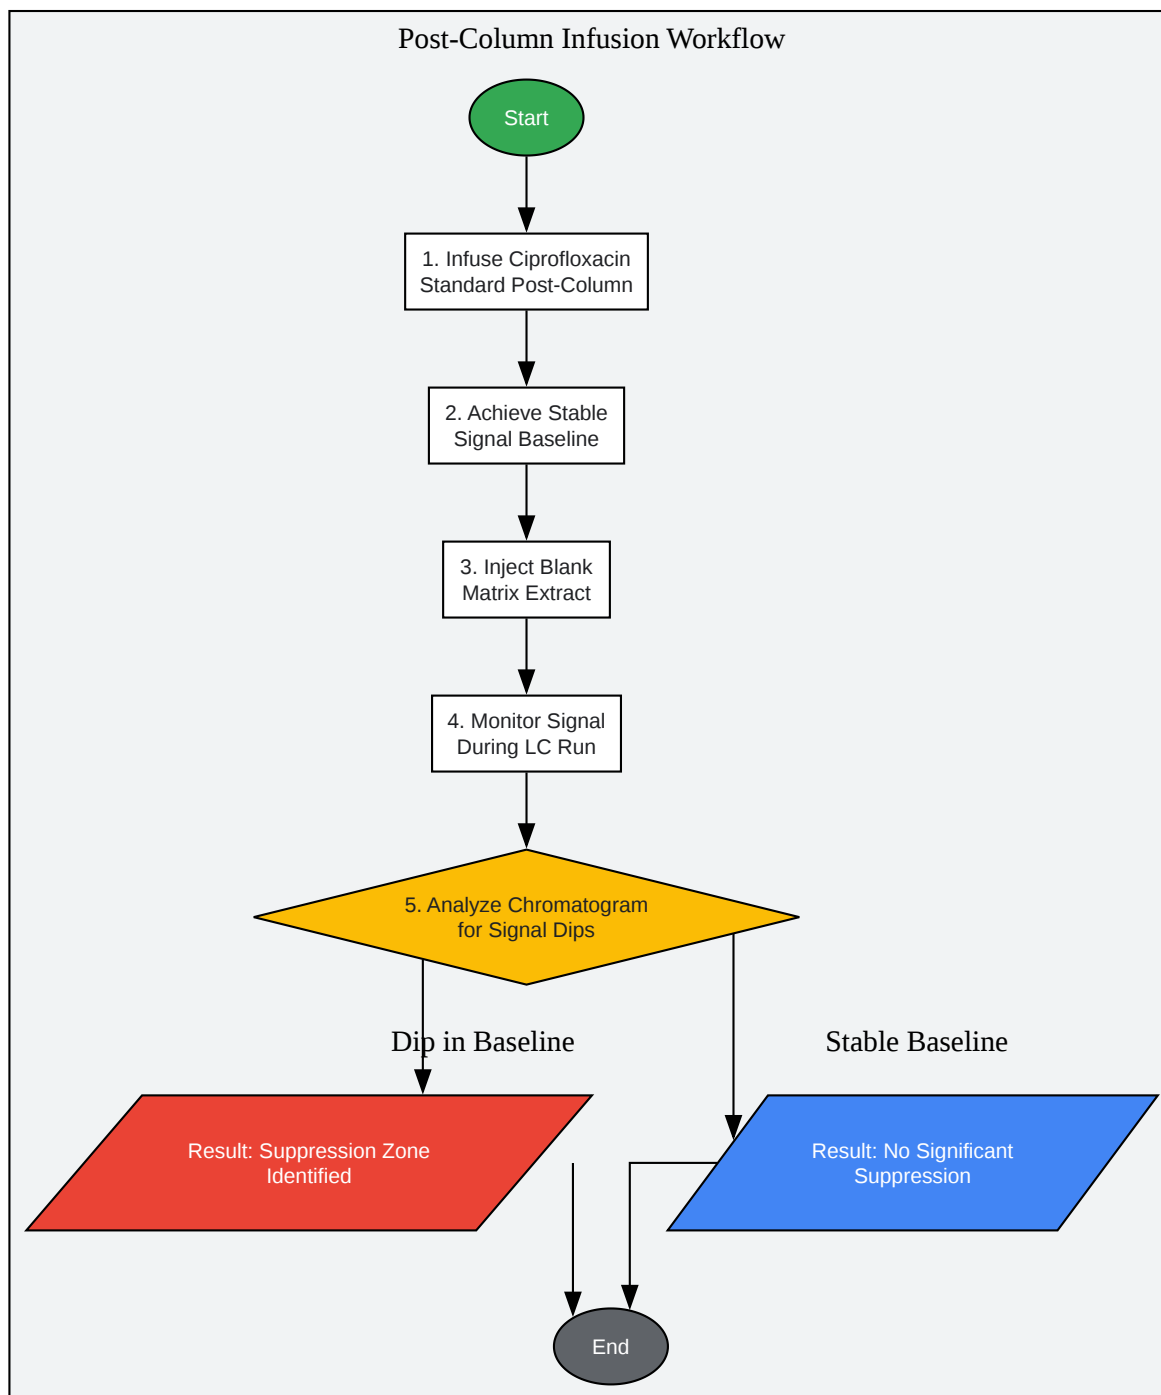 Post-Column Infusion Workflow
Start
1. Infuse Ciprofloxacin
Standard Post-Column
2. Achieve Stable
Signal Baseline
3. Inject Blank
Matrix Extract
4. Monitor Signal
During LC Run
5. Analyze Chromatogram
for Signal Dips
Dip in Baseline
Stable Baseline
Result: Suppression Zone
Identified
Result: No Significant
Suppression
End